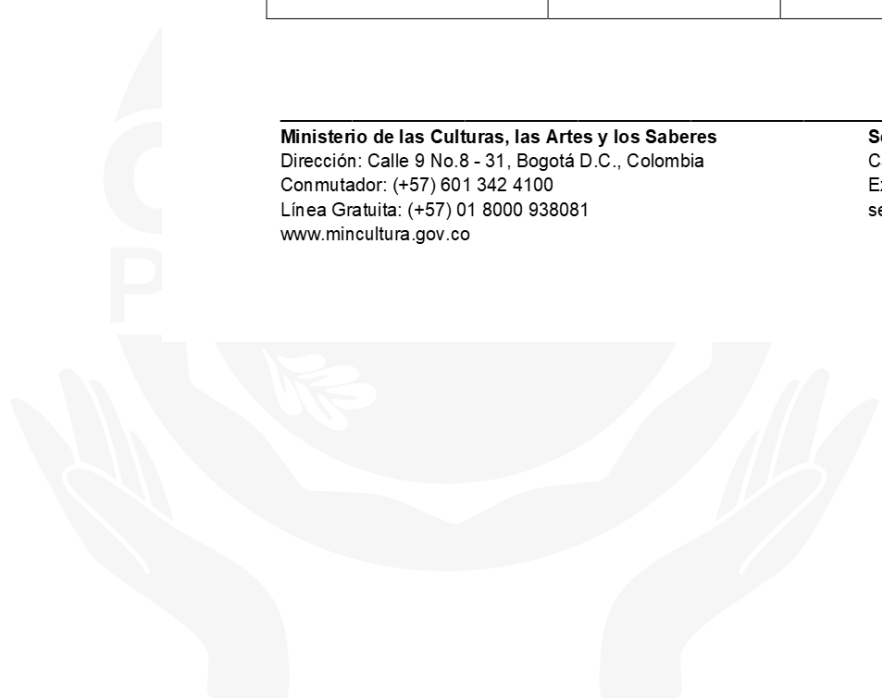 Ministerio de las Culturas, las Artes y los Saberes
Dirección: Calle 9 No.8 - 31, Bogotá D.C., Colombia
Conmutador: (+57) 601 342 4100
Línea Gratuita: (+57) 01 8000 938081
www.mincultura.gov.co